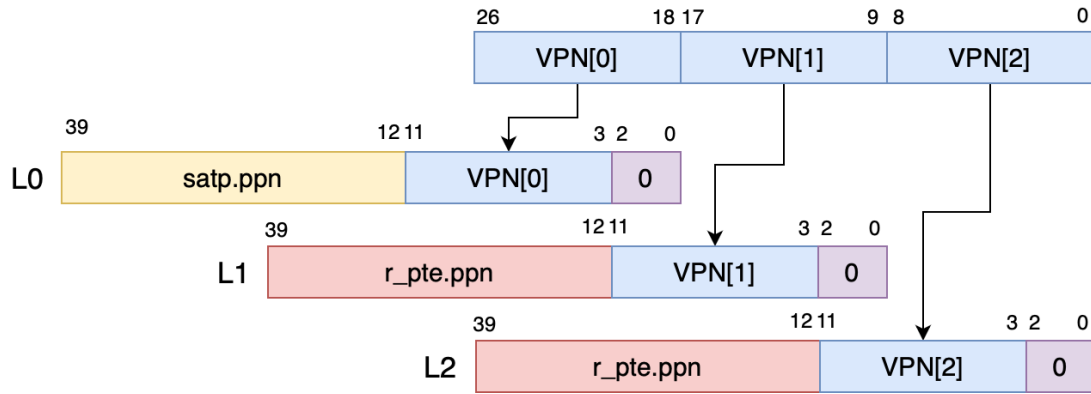 26 18 17 9 8 0
VPN[0] VPN[1] VPN[2]
39 12 11 3 2 0
L0 satp.ppn VPN[0] 0
39 12 11 3 2 0
L1 r_pte.ppn VPN[1] 0
39 12 11 3 2 0
L2 r_pte.ppn VPN[2] 0